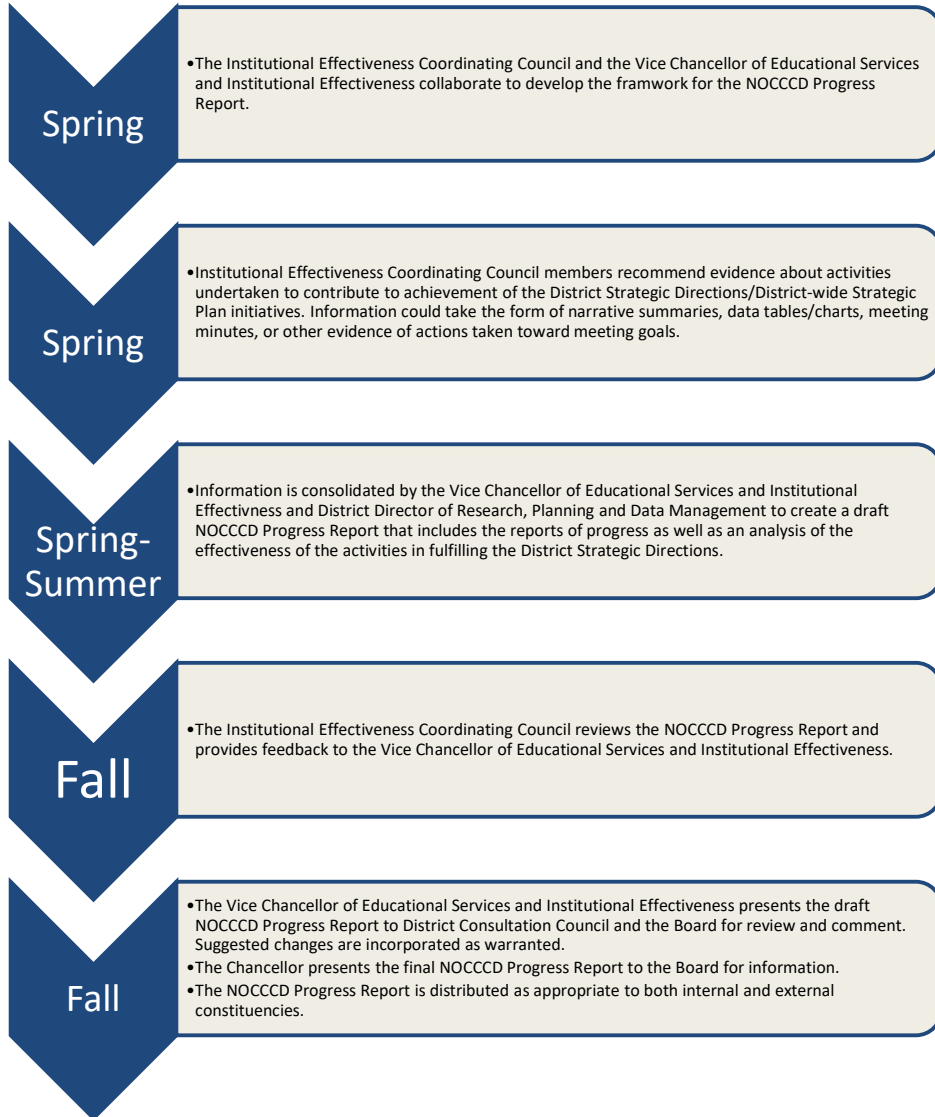 Spring
•The Institutional Effectiveness Coordinating Council and the Vice Chancellor of Educational Services
and Institutional Effectiveness collaborate to develop the framwork for the NOCCCD Progress
Report.
Spring
•Institutional Effectiveness Coordinating Council members recommend evidence about activities
undertaken to contribute to achievement of the District Strategic Directions/District-wide Strategic
Plan initiatives. Information could take the form of narrative summaries, data tables/charts, meeting
minutes, or other evidence of actions taken toward meeting goals.
Spring-
Summer
•Information is consolidated by the Vice Chancellor of Educational Services and Institutional
Effectivness and District Director of Research, Planning and Data Management to create a draft
NOCCCD Progress Report that includes the reports of progress as well as an analysis of the
effectiveness of the activities in fulfilling the District Strategic Directions.
Fall
•The Institutional Effectiveness Coordinating Council reviews the NOCCCD Progress Report and
provides feedback to the Vice Chancellor of Educational Services and Institutional Effectiveness.
Fall
•The Vice Chancellor of Educational Services and Institutional Effectiveness presents the draft
NOCCCD Progress Report to District Consultation Council and the Board for review and comment.
Suggested changes are incorporated as warranted.
•The Chancellor presents the final NOCCCD Progress Report to the Board for information.
•The NOCCCD Progress Report is distributed as appropriate to both internal and external
constituencies.